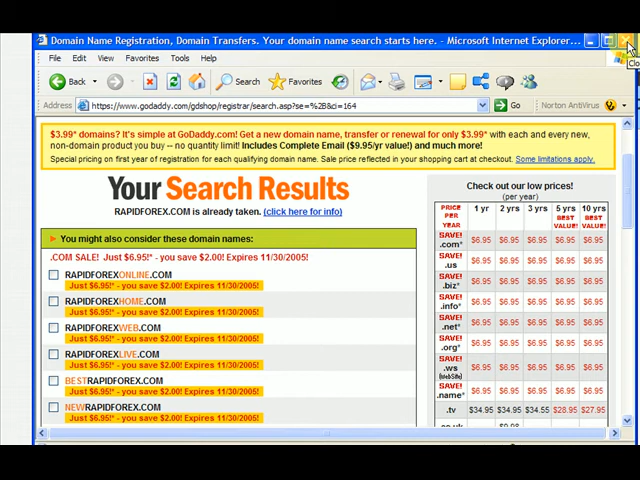 Domain Name Registration, Domain Transfers. Your domain name search starts here. - Microsoft Internet Explorer...
File Edit View Favorites Tools Help
Back Search Favorites
Address https://www.godaddy.com/gdshop/registrar/search.asp?se=%2B&ci=164 Go Norton AntiVirus
$3.99* domains? It's simple at GoDaddy.com! Get a new domain name, transfer or renewal for only $3.99* with each and every new,
non-domain product you buy -- no quantity limit! Includes Complete Email ($9.95/yr value!) and much more!
Special pricing on first year of registration for each qualifying domain name. Sale price reflected in your shopping cart at checkout. Some limitations apply.
Your Search Results
RAPIDFOREX.COM is already taken. (click here for info)
You might also consider these domain names:
.COM SALE! Just $6.95!* - you save $2.00! Expires 11/30/2005!
RAPIDFOREXONLINE.COM
Just $6.95!* - you save $2.00! Expires 11/30/2005!
RAPIDFOREXHOME.COM
Just $6.95!* - you save $2.00! Expires 11/30/2005!
RAPIDFOREXWEB.COM
Just $6.95!* - you save $2.00! Expires 11/30/2005!
RAPIDFOREXLIVE.COM
Just $6.95!* - you save $2.00! Expires 11/30/2005!
BESTRAPIDFOREX.COM
Just $6.95!* - you save $2.00! Expires 11/30/2005!
NEWRAPIDFOREX.COM
Just $6.95!* - you save $2.00! Expires 11/30/2005!
Check out our low prices!
(per year)
PRICE PER YEAR 1 yr 2 yrs 3 yrs 5 yrs BEST VALUE! 10 yrs BEST VALUE!
SAVE! .com* $6.95 $6.95 $6.95 $6.95 $6.95
SAVE! .us $6.95 $6.95 $6.95 $6.95 $6.95
SAVE! .biz* $6.95 $6.95 $6.95 $6.95 $6.95
SAVE! .info* $6.95 $6.95 $6.95 $6.95 $6.95
SAVE! .net* $6.95 $6.95 $6.95 $6.95 $6.95
SAVE! .org* $6.95 $6.95 $6.95 $6.95 $6.95
SAVE! .ws (WebSite) $6.95 $6.95 $6.95 $6.95 $6.95
SAVE! .name* $6.95 $6.95 $6.95 $6.95 $6.95
.tv $34.95 $34.95 $34.55 $28.95 $27.95
.co.uk $9.98